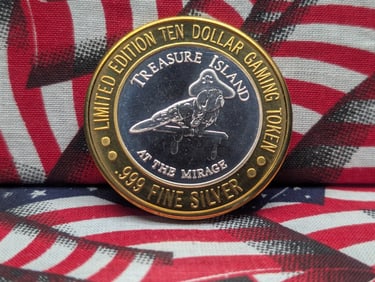 LIMITED EDITION TEN DOLLAR GAMING TOKEN
TREASURE ISLAND
AT THE MIRAGE
.999 FINE SILVER